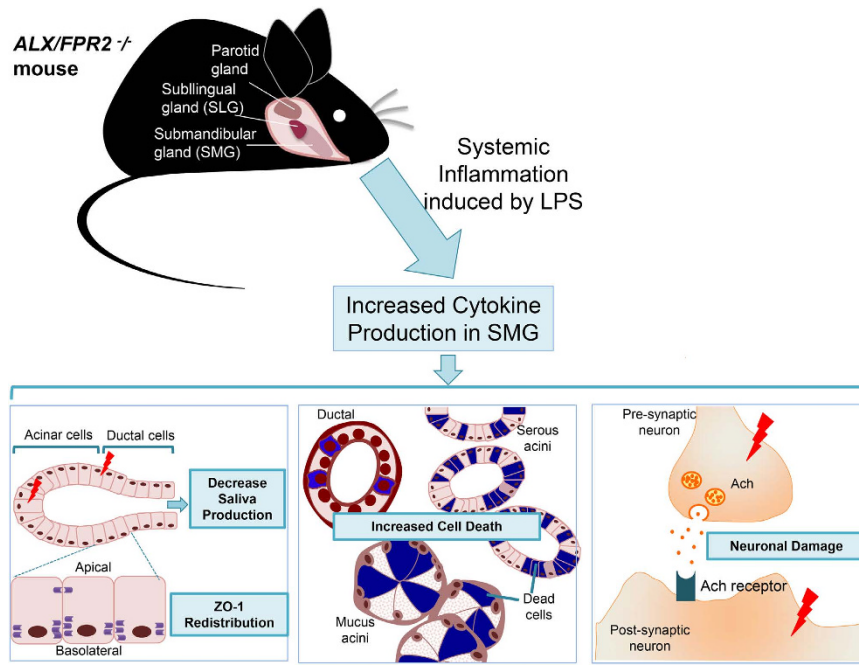 ALX/FPR2 -/-
mouse
Parotid
gland
Subllingual
gland (SLG)
Submandibular
gland (SMG)
Systemic
Inflammation
induced by LPS
Increased Cytokine
Production in SMG
Acinar cells
Ductal cells
Decrease
Saliva
Production
Apical
ZO-1
Redistribution
Basolateral
Ductal
Serous
acini
Increased Cell Death
Mucus
acini
Dead
cells
Pre-synaptic
neuron
Ach
Neuronal Damage
Ach receptor
Post-synaptic
neuron